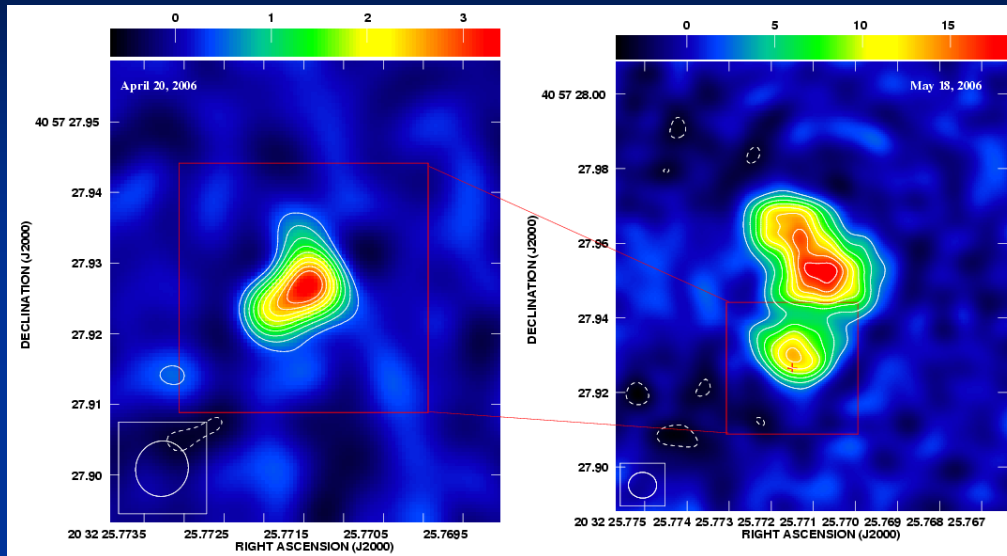 0 1 2 3
April 20, 2006
40 57 27.95
27.94
27.93
27.92
27.91
27.90
DECLINATION (J2000)
20 32 25.7735 25.7725 25.7715 25.7705 25.7695
RIGHT ASCENSION (J2000)
0 5 10 15
May 18, 2006
40 57 28.00
27.98
27.96
27.94
27.92
27.90
DECLINATION (J2000)
20 32 25.775 25.774 25.773 25.772 25.771 25.770 25.769 25.768 25.767
RIGHT ASCENSION (J2000)